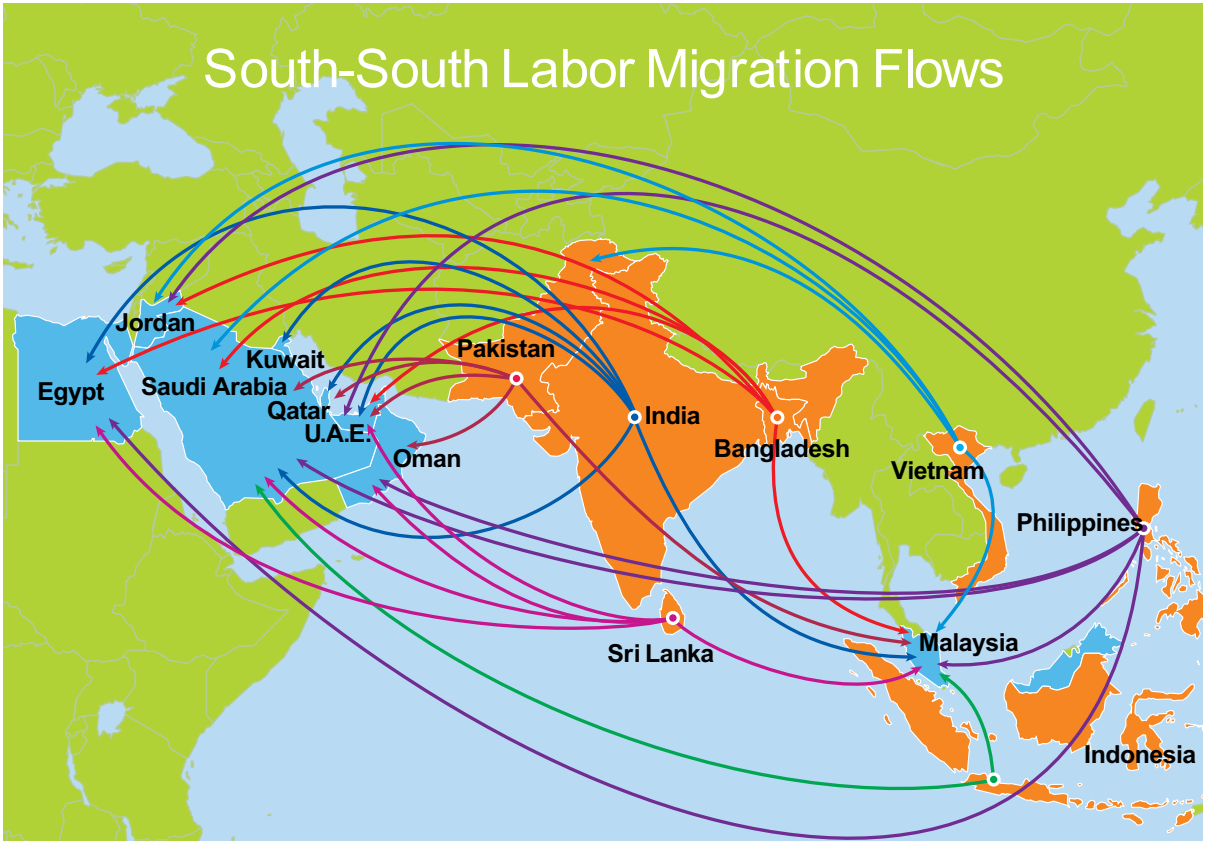 South-South Labor Migration Flows
Jordan
Kuwait
Pakistan
Egypt
Saudi Arabia
Qatar
India
U.A.E.
Bangladesh
Oman
Vietnam
Philippines
Malaysia
Sri Lanka
Indonesia